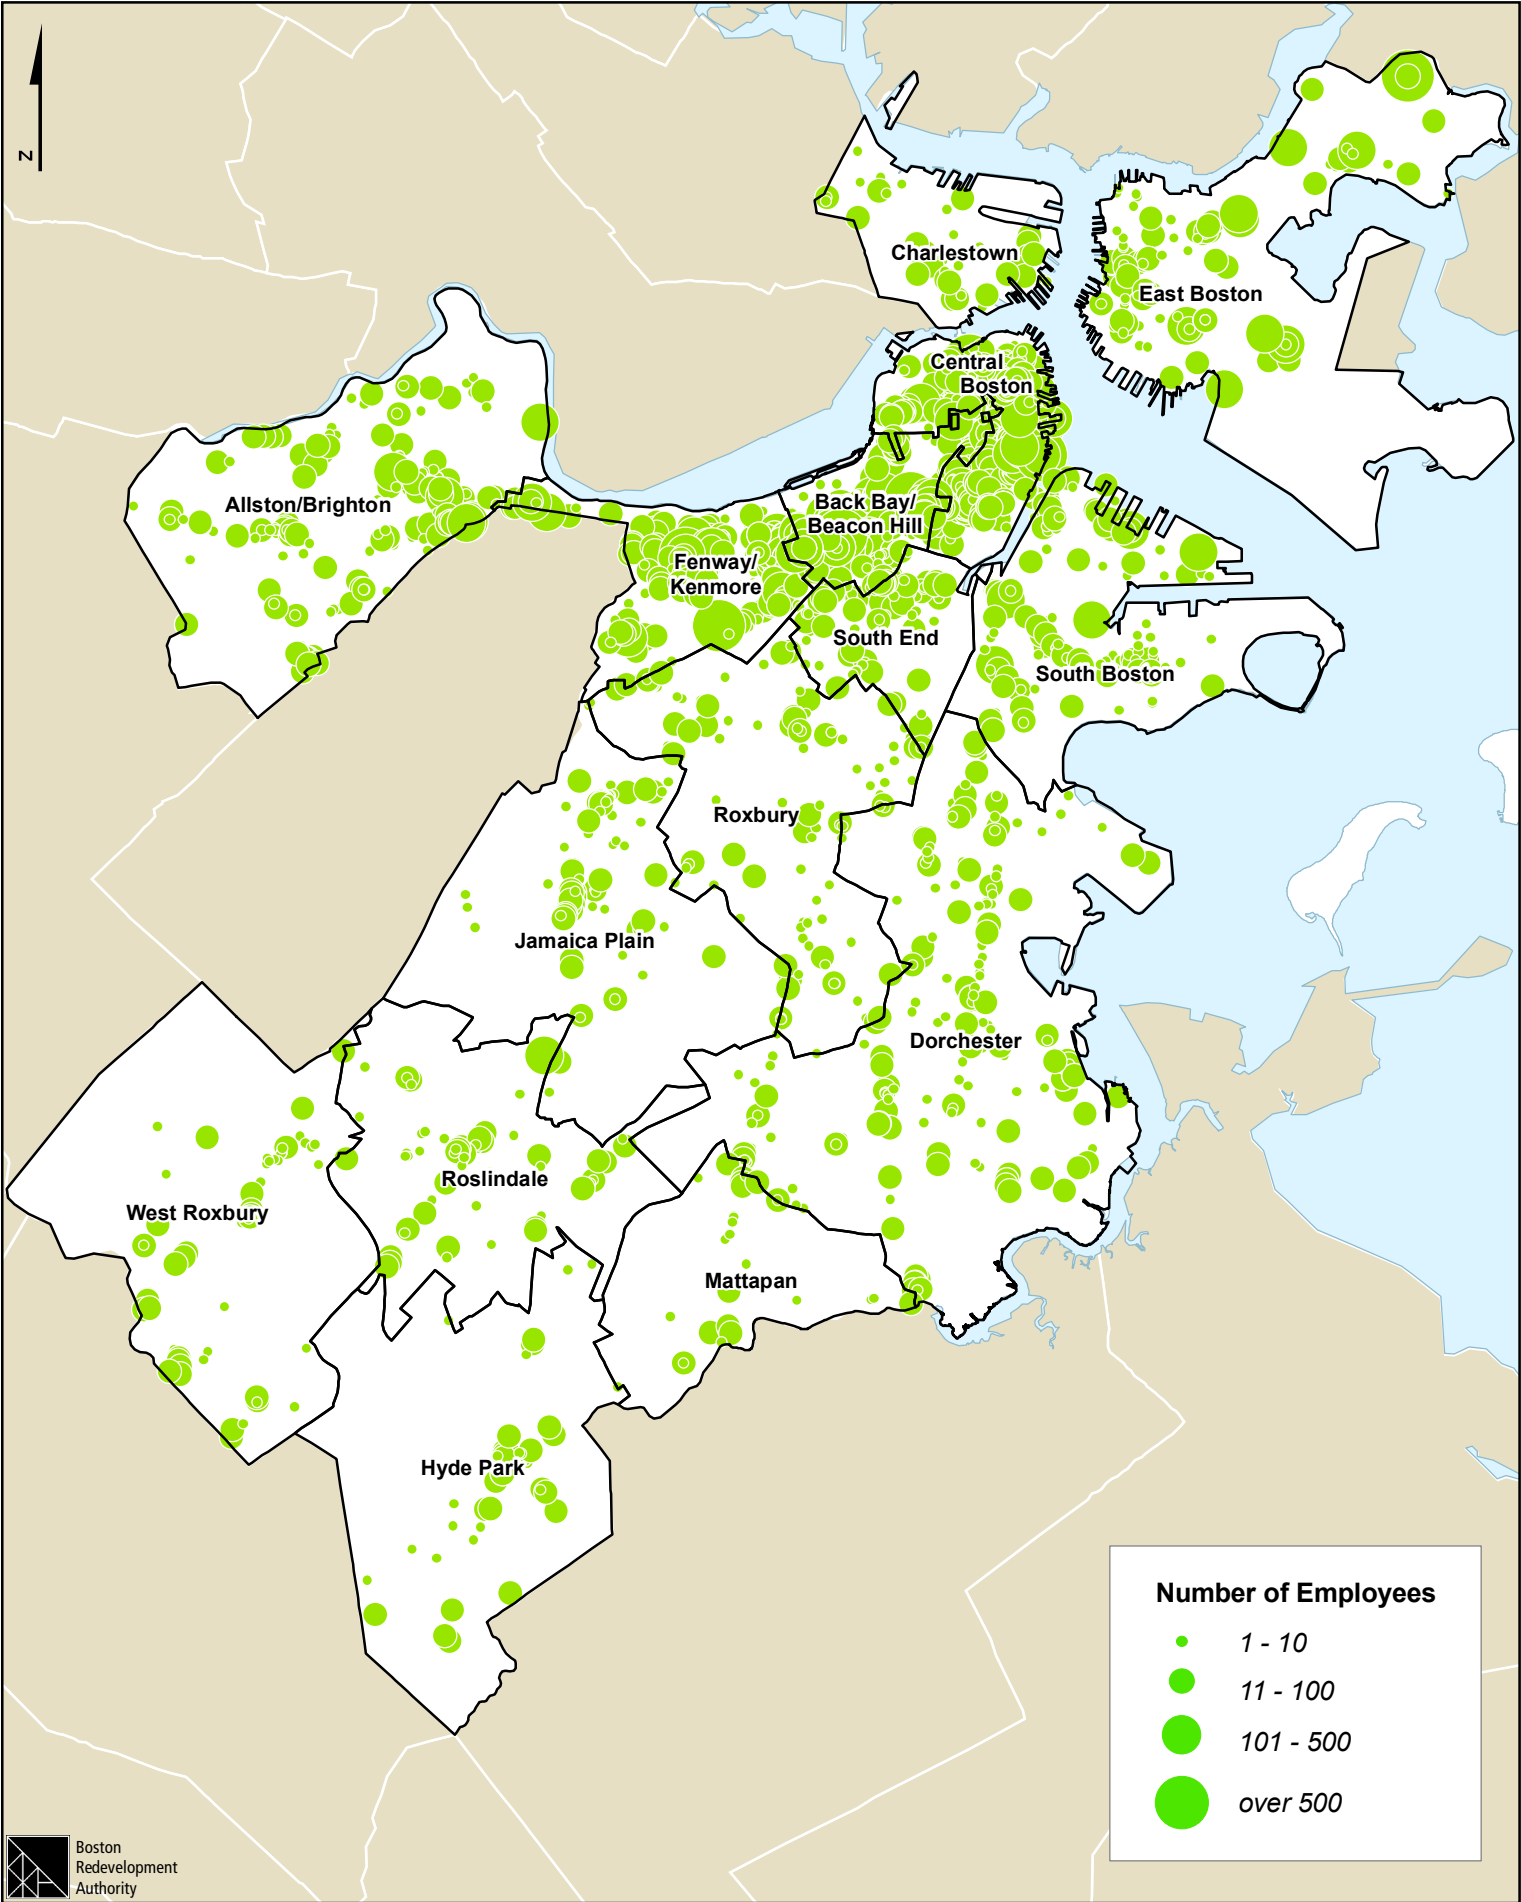 N
Charlestown
East Boston
Central
Boston
Allston/Brighton
Back Bay/
Beacon Hill
Fenway/
Kenmore
South End
South Boston
Roxbury
Jamaica Plain
Dorchester
Roslindale
West Roxbury
Mattapan
Hyde Park
Number of Employees
1 - 10
11 - 100
101 - 500
over 500
Boston
Redevelopment
Authority